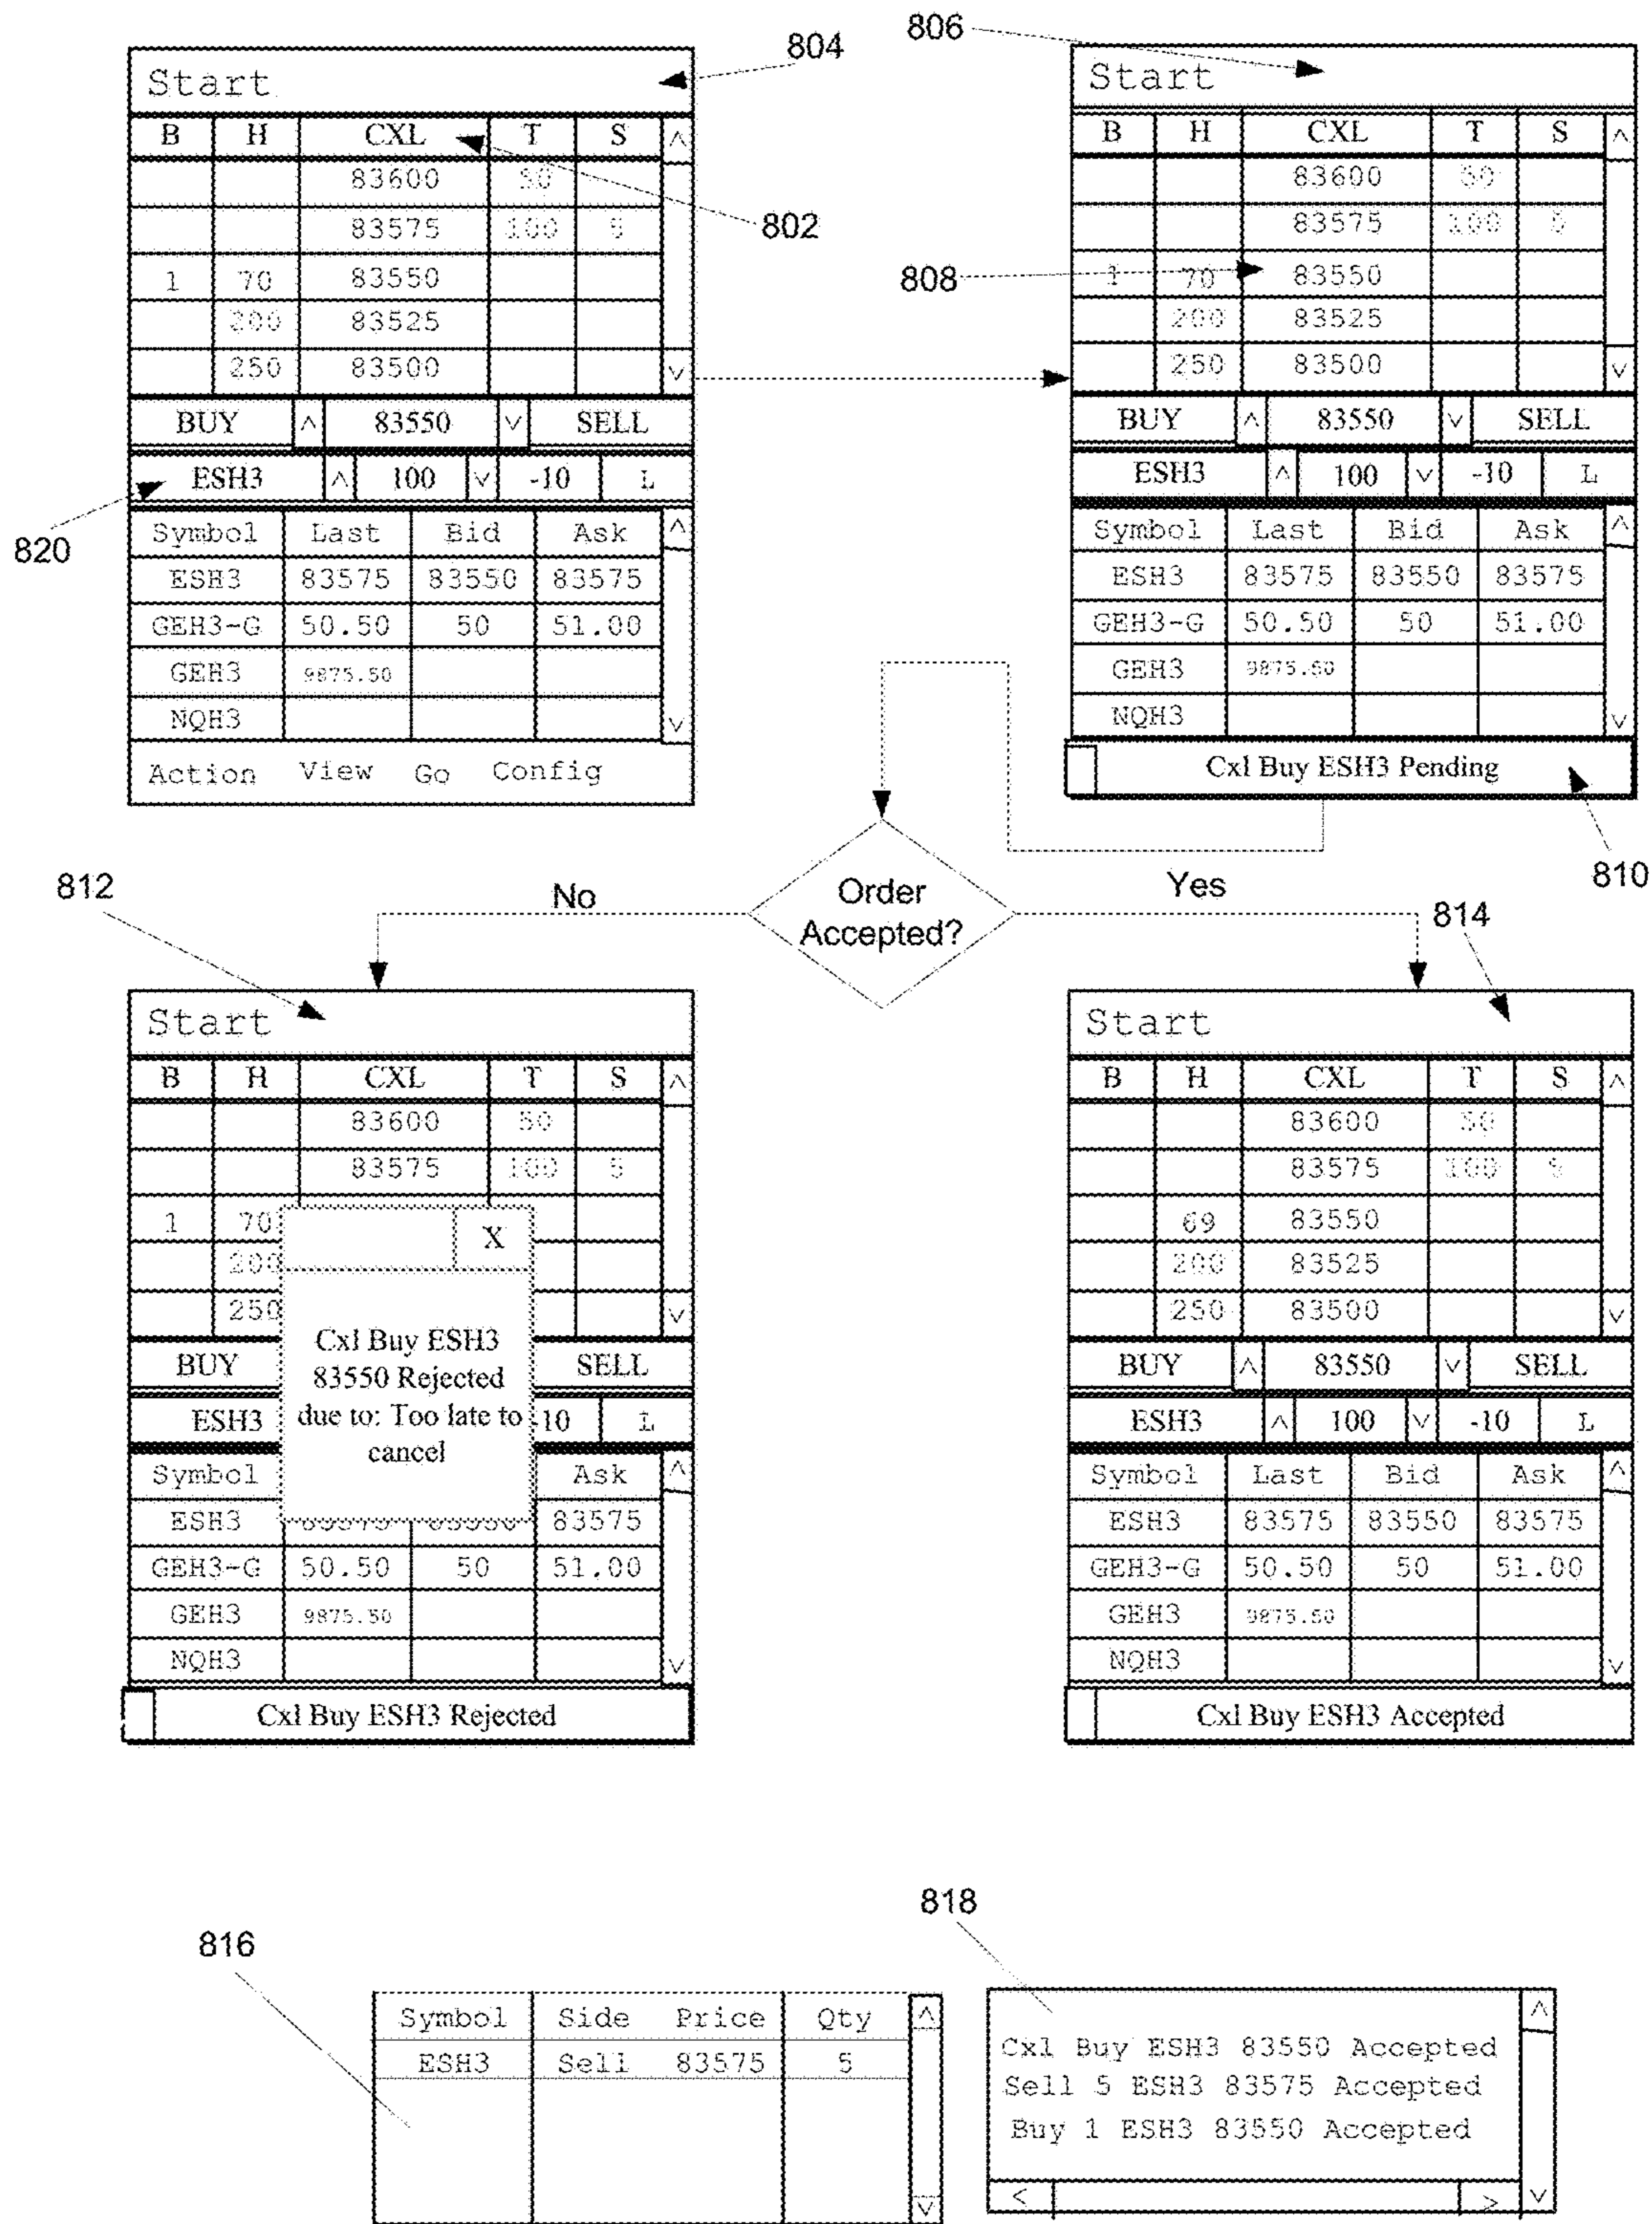 804
Start
B H CXL T S ^
83600 50
83575 100 5
802
1 70 83550
200 83525
250 83500 v
BUY ^ 83550 v SELL
820
ESH3 ^ 100 v -10 L
Symbol Last Bid Ask ^
ESH3 83575 83550 83575
GEH3-G 50.50 50 51.00
GEH3 9875.50
NQH3 v
Action View Go Config
806
Start
B H CXL T S ^
83600 50
83575 100
808
1 70 83550
200 83525
250 83500 v
BUY ^ 83550 v SELL
ESH3 ^ 100 v -10 L
Symbol Last Bid Ask ^
ESH3 83575 83550 83575
GEH3-G 50.50 50 51.00
GEH3 9875.50
NQH3 v
Cxl Buy ESH3 Pending
810
Order
Accepted?
No
Yes
812
Start
B H CXL T S ^
83600 50
83575 100 5
1 70
200
250 v
BUY SELL
ESH3 -10 L
Symbol Ask ^
ESH3 83575
GEH3-G 50.50 50 51.00
GEH3 9875.50
NQH3 v
X
Cxl Buy ESH3
83550 Rejected
due to: Too late to
cancel
Cxl Buy ESH3 Rejected
814
Start
B H CXL T S ^
83600 50
83575 100 5
69 83550
200 83525
250 83500 v
BUY ^ 83550 v SELL
ESH3 ^ 100 v -10 L
Symbol Last Bid Ask ^
ESH3 83575 83550 83575
GEH3-G 50.50 50 51.00
GEH3 9875.50
NQH3 v
Cxl Buy ESH3 Accepted
816
Symbol Side Price Qty ^
ESH3 Sell 83575 5
v
818
^
Cxl Buy ESH3 83550 Accepted
Sell 5 ESH3 83575 Accepted
Buy 1 ESH3 83550 Accepted
< > v